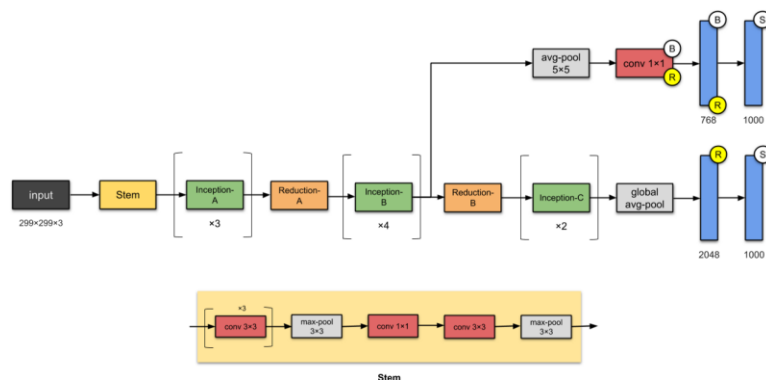 avg-pool
5×5
conv 1×1
B
R
B
R
768
S
1000
input
299×299×3
Stem
Inception-
A
×3
Reduction-
A
Inception-
B
×4
Reduction-
B
Inception-C
×2
global
avg-pool
R
2048
S
1000
×3
conv 3×3
max-pool
3×3
conv 1×1
conv 3×3
max-pool
3×3
Stem